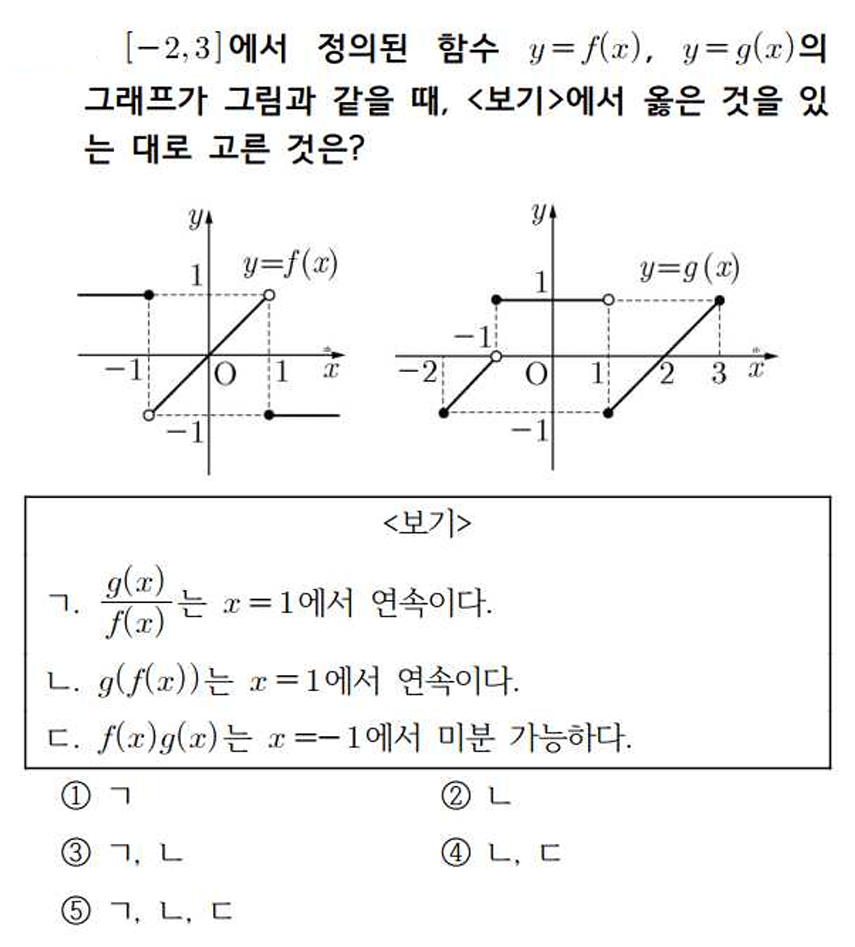 [−2, 3]에서 정의된 함수 y=f(x), y=g(x)의
그래프가 그림과 같을 때, <보기>에서 옳은 것을 있
는 대로 고른 것은?
y
1
y=f(x)
−1
O
1
x
−1
y
1
y=g(x)
−1
−2
O
1
2
3
x
−1
<보기>
ㄱ. g(x)/f(x)는 x=1에서 연속이다.
ㄴ. g(f(x))는 x=1에서 연속이다.
ㄷ. f(x)g(x)는 x=−1에서 미분 가능하다.
① ㄱ
② ㄴ
③ ㄱ, ㄴ
④ ㄴ, ㄷ
⑤ ㄱ, ㄴ, ㄷ